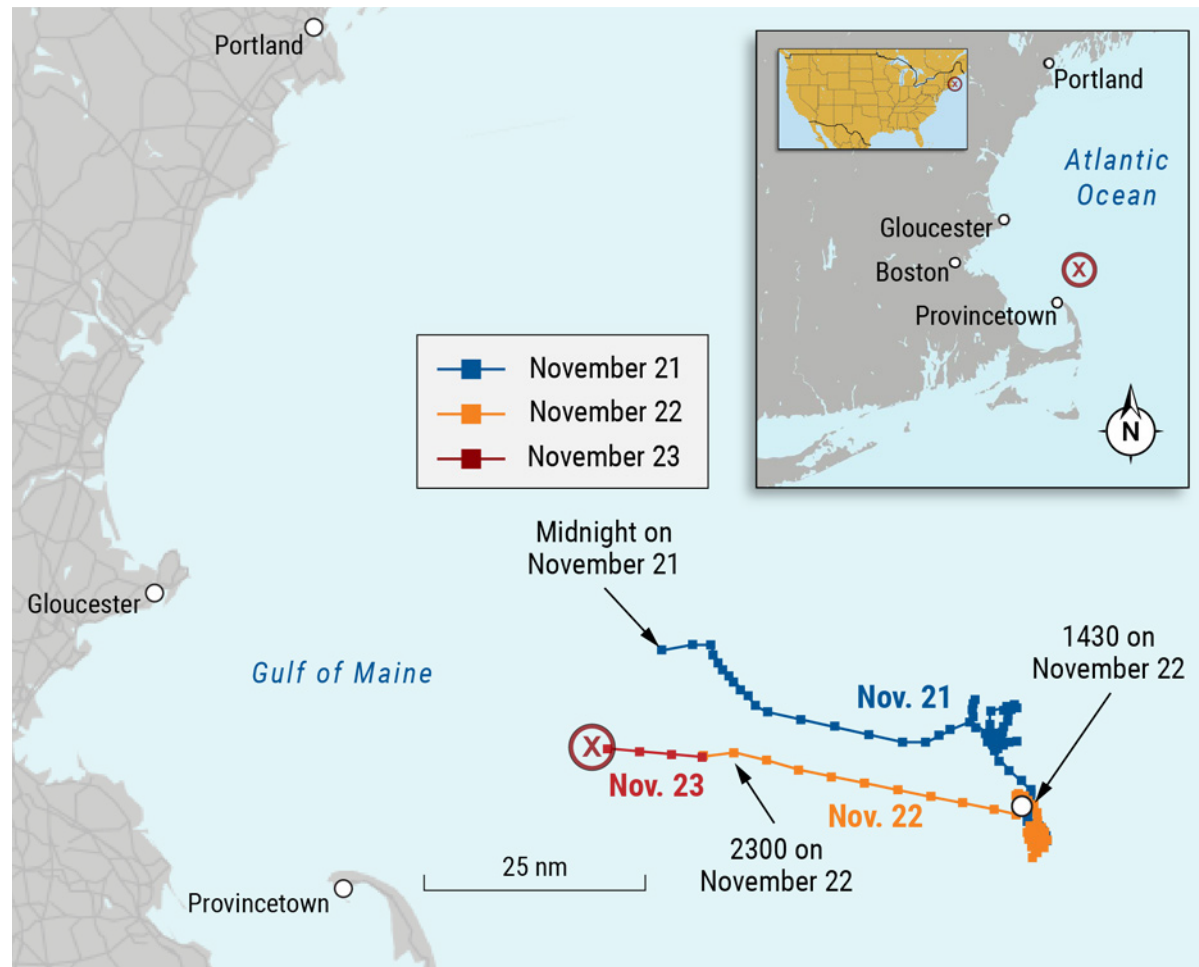 Portland
Portland
Atlantic
Ocean
Gloucester
Boston
X
Provincetown
N
November 21
November 22
November 23
Midnight on
November 21
Gloucester
1430 on
November 22
Gulf of Maine
Nov. 21
X
Nov. 23
Nov. 22
2300 on
November 22
25 nm
Provincetown
X